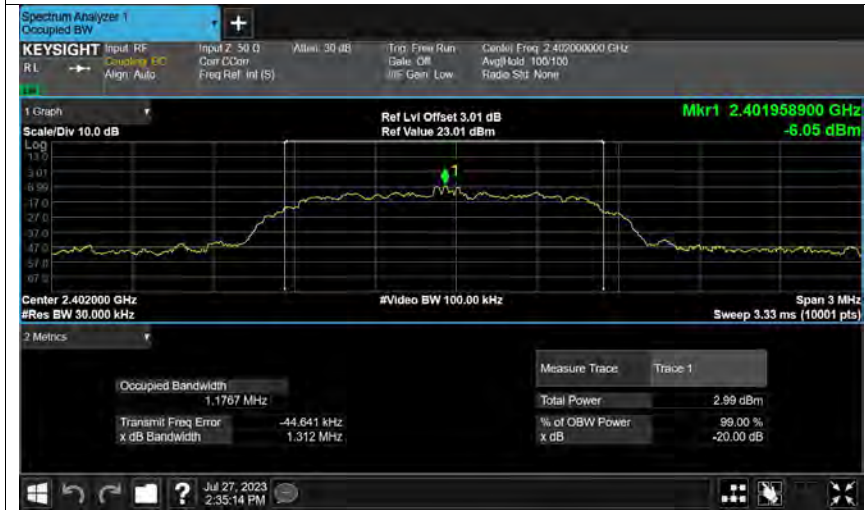 Spectrum Analyzer 1
Occupied BW
+
KEYSIGHT Input: RF Input Z: 50 Ω Atten: 30 dB Trig: Free Run Center Freq: 2.402000000 GHz
RL Coupling: DC Corr CCorr Gate: Off Avg|Hold: 100/100
Align: Auto Freq Ref: Int (S) #IF Gain: Low Radio Std: None
1 Graph Ref Lvl Offset 3.01 dB Mkr1 2.401958900 GHz
Scale/Div 10.0 dB Ref Value 23.01 dBm -6.05 dBm
Log
13.0
3.01
-6.99
-17.0
-27.0
-37.0
-47.0
-57.0
-67.0
1
Center 2.402000 GHz #Video BW 100.00 kHz Span 3 MHz
#Res BW 30.000 kHz Sweep 3.33 ms (10001 pts)
2 Metrics
Measure Trace Trace 1
Occupied Bandwidth
1.1767 MHz Total Power 2.99 dBm
Transmit Freq Error -44.641 kHz % of OBW Power 99.00 %
x dB Bandwidth 1.312 MHz x dB -20.00 dB
? Jul 27, 2023
2:35:14 PM